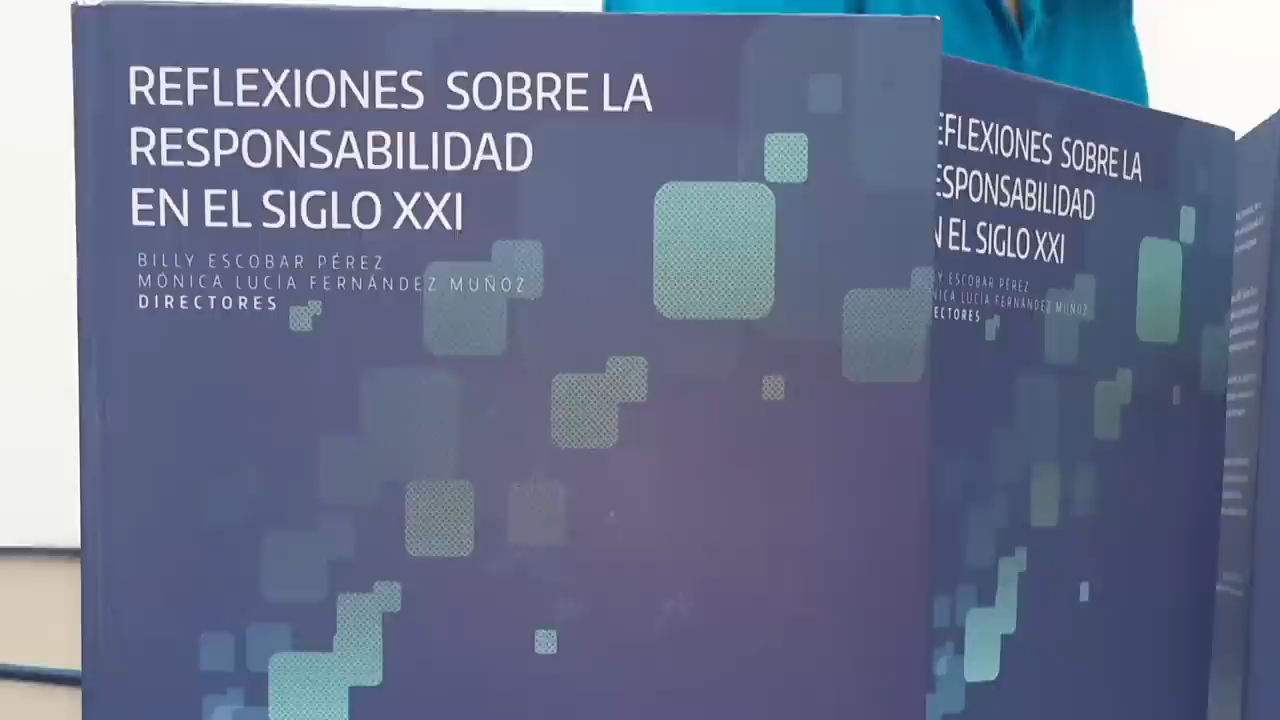 REFLEXIONES SOBRE LA
RESPONSABILIDAD
EN EL SIGLO XXI
BILLY ESCOBAR PÉREZ
MÓNICA LUCÍA FERNÁNDEZ MUÑOZ
DIRECTORES
EFLEXIONES SOBRE LA
ESPONSABILIDAD
N EL SIGLO XXI
Y ESCOBAR PÉREZ
NICA LUCÍA FERNÁNDEZ MUÑOZ
ECTORES